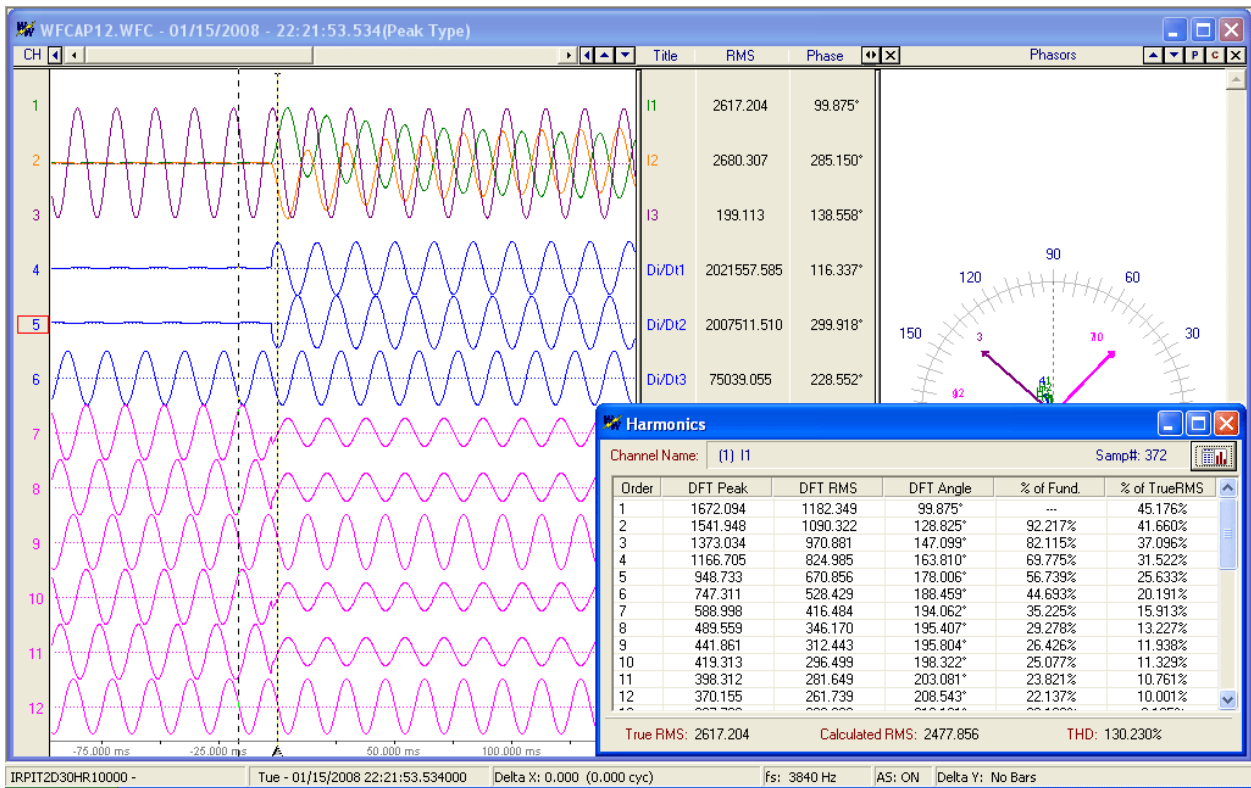 WFCAP12.WFC - 01/15/2008 - 22:21:53.534(Peak Type)
CH Title RMS Phase Phasors P C X
1 I1 2617.204 99.875°
2 I2 2680.307 285.150°
3 I3 199.113 138.558°
4 Di/Dt1 2021557.585 116.337°
5 Di/Dt2 2007511.510 299.918°
6 Di/Dt3 75039.055 228.552°
7
8
9
10
11
12
-75.000 ms -25.000 ms 50.000 ms 100.000 ms
90
120 60
150 30
3
Harmonics
Channel Name: (1) I1 Samp#: 372
Order DFT Peak DFT RMS DFT Angle % of Fund. % of TrueRMS
1 1672.094 1182.349 99.875° --- 45.176%
2 1541.948 1090.322 128.825° 92.217% 41.660%
3 1373.034 970.881 147.099° 82.115% 37.096%
4 1166.705 824.985 163.810° 69.775% 31.522%
5 948.733 670.856 178.006° 56.739% 25.633%
6 747.311 528.429 188.459° 44.693% 20.191%
7 588.998 416.484 194.062° 35.225% 15.913%
8 489.559 346.170 195.407° 29.278% 13.227%
9 441.861 312.443 195.804° 26.426% 11.938%
10 419.313 296.499 198.322° 25.077% 11.329%
11 398.312 281.649 203.081° 23.821% 10.761%
12 370.155 261.739 208.543° 22.137% 10.001%
True RMS: 2617.204 Calculated RMS: 2477.856 THD: 130.230%
IRPIT2D30HR10000 - Tue - 01/15/2008 22:21:53.534000 Delta X: 0.000 (0.000 cyc) fs: 3840 Hz AS: ON Delta Y: No Bars